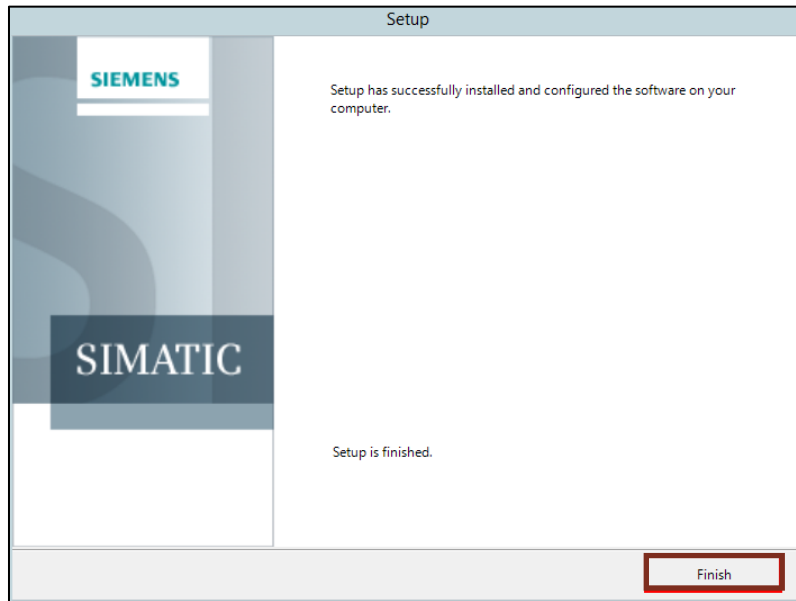 Setup
SIEMENS
Setup has successfully installed and configured the software on your
computer.
SIMATIC
Setup is finished.
Finish